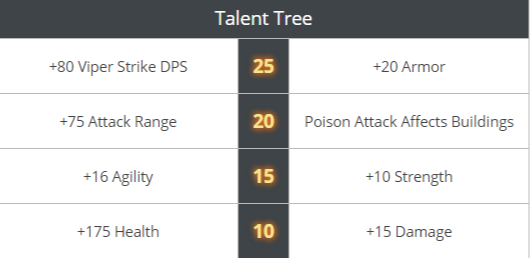 Talent Tree
+80 Viper Strike DPS 25 +20 Armor
+75 Attack Range 20 Poison Attack Affects Buildings
+16 Agility 15 +10 Strength
+175 Health 10 +15 Damage